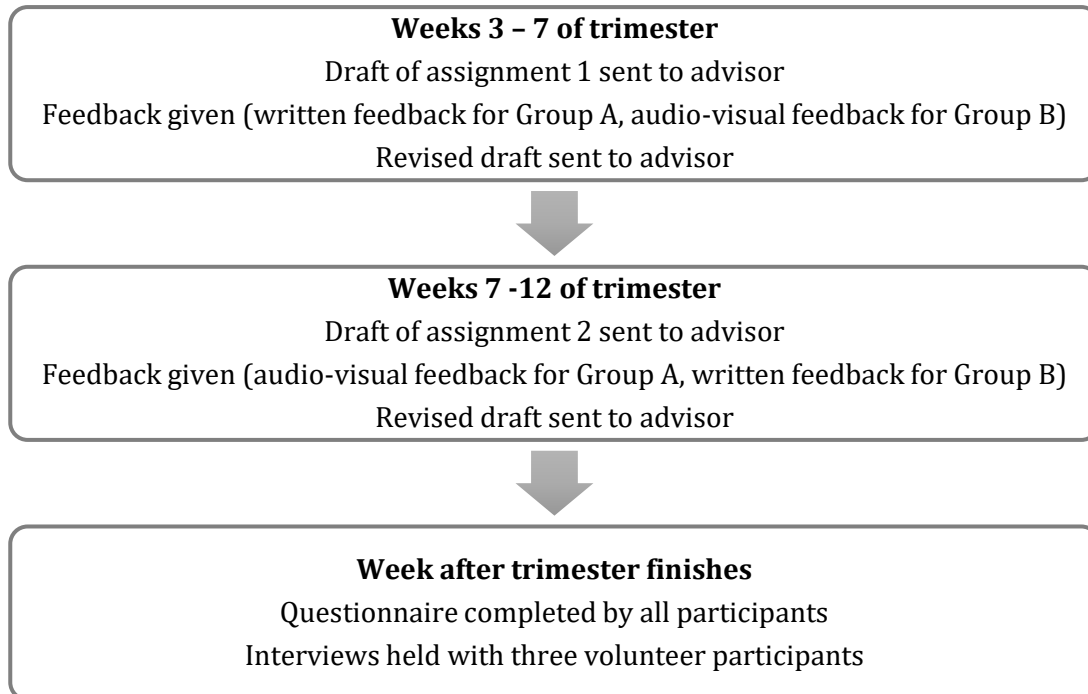 Weeks 3 – 7 of trimester
Draft of assignment 1 sent to advisor
Feedback given (written feedback for Group A, audio-visual feedback for Group B)
Revised draft sent to advisor
Weeks 7 -12 of trimester
Draft of assignment 2 sent to advisor
Feedback given (audio-visual feedback for Group A, written feedback for Group B)
Revised draft sent to advisor
Week after trimester finishes
Questionnaire completed by all participants
Interviews held with three volunteer participants